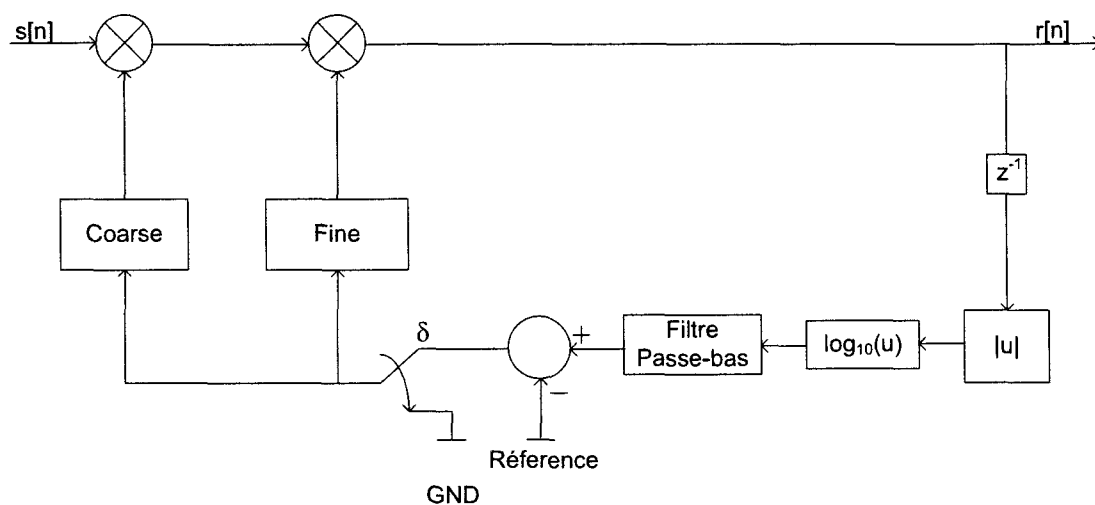 s[n]
r[n]
z⁻¹
Coarse
Fine
δ
+
−
Filtre
Passe-bas
log₁₀(u)
|u|
Réference
GND